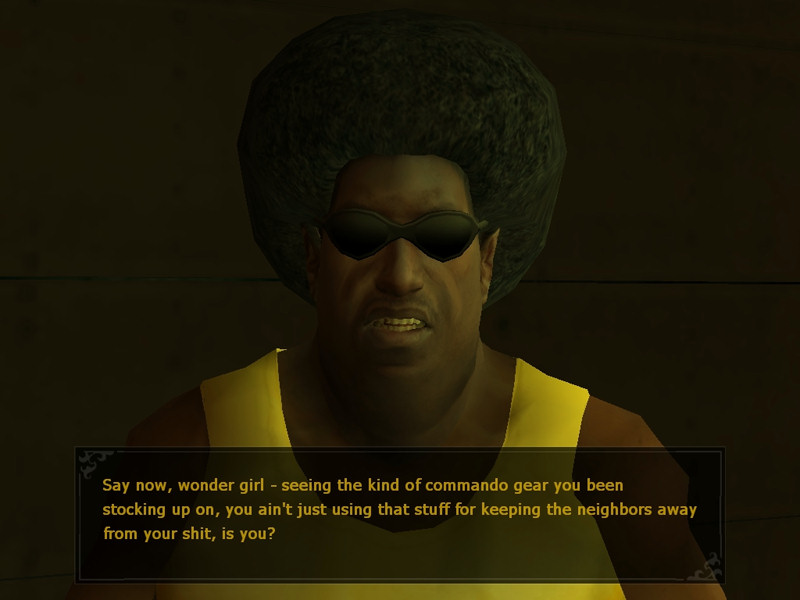 Say now, wonder girl - seeing the kind of commando gear you been
stocking up on, you ain't just using that stuff for keeping the neighbors away
from your shit, is you?